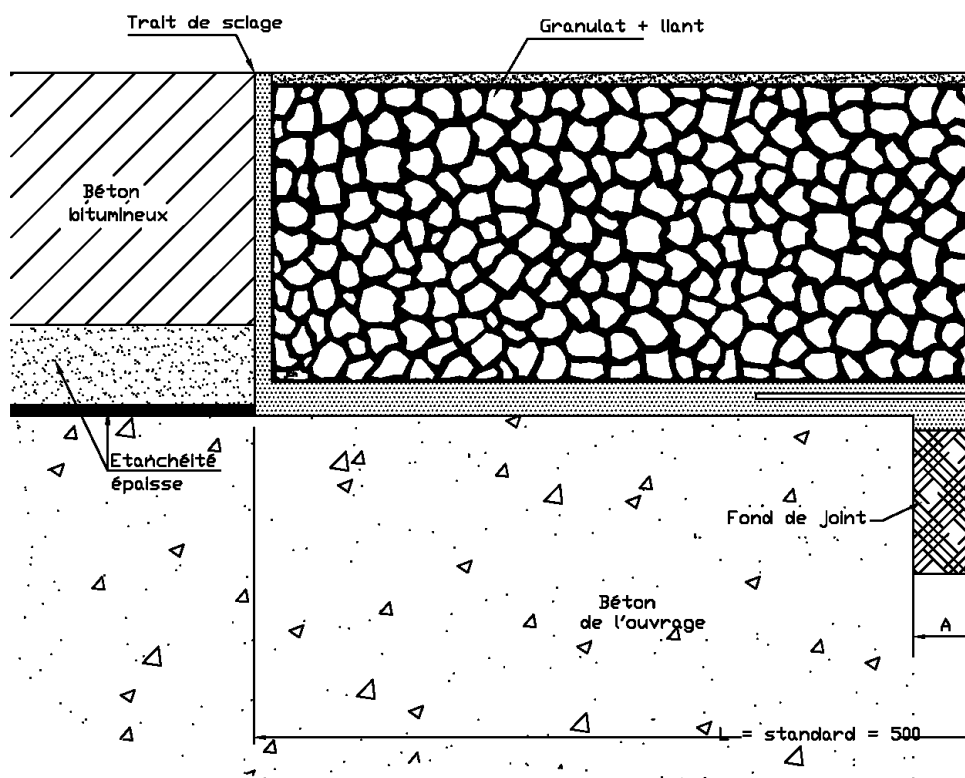 Trait de sciage
Granulat + liant
Béton
bitumineux
Etanchéité
épaisse
Fond de joint
Béton
de l'ouvrage
A
L = standard = 500